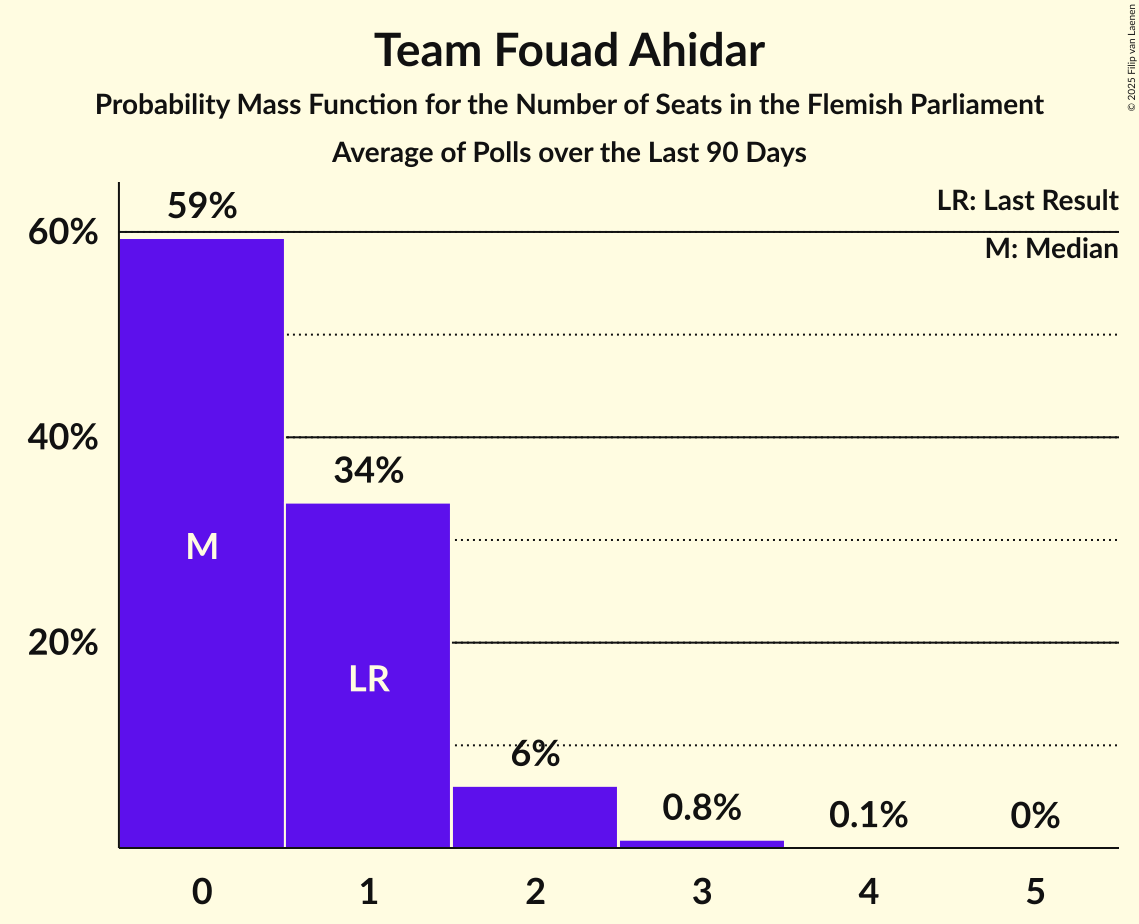 Team Fouad Ahidar
Probability Mass Function for the Number of Seats in the Flemish Parliament
Average of Polls over the Last 90 Days
© 2025 Filip van Laenen
LR: Last Result
M: Median
59%
60%
40%
34%
M
20%
LR
6%
0.8%
0.1%
0%
0 1 2 3 4 5